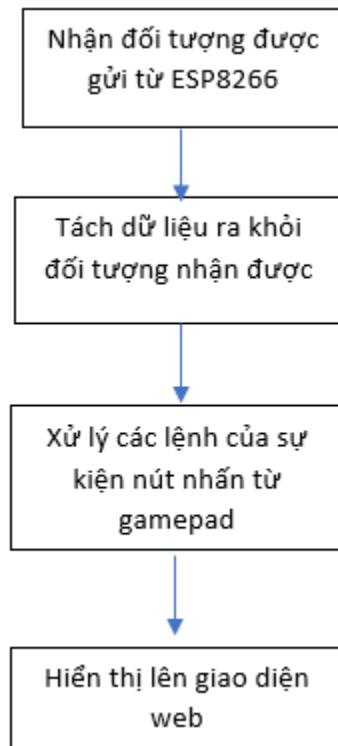 Nhận đối tượng được
gửi từ ESP8266
Tách dữ liệu ra khỏi
đối tượng nhận được
Xử lý các lệnh của sự
kiện nút nhấn từ
gamepad
Hiển thị lên giao diện
web